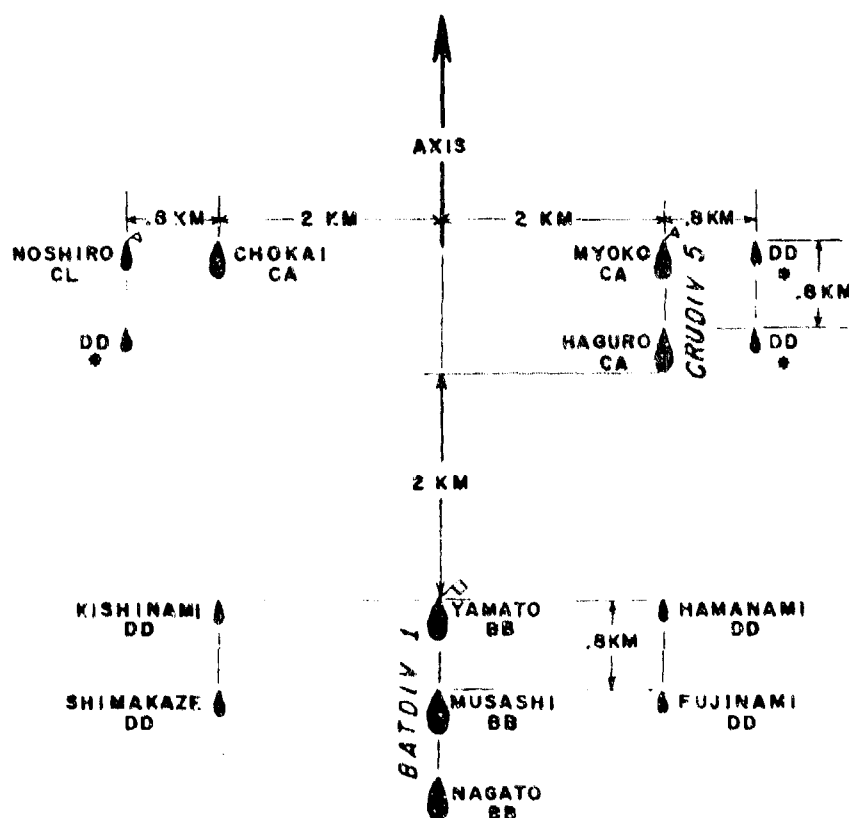 AXIS
.8 KM
2 KM
2 KM
.8KM
NOSHIRO
CL
CHOKAI
CA
MYOKO
CA
CRUDIV 5
DD
*
.8KM
DD
*
HAGURO
CA
DD
*
2 KM
KISHINAMI
DD
YAMATO
BB
HAMANAMI
DD
BATDIV 1
.8KM
SHIMAKAZE
DD
MUSASHI
BB
FUJINAMI
DD
NAGATO
BB